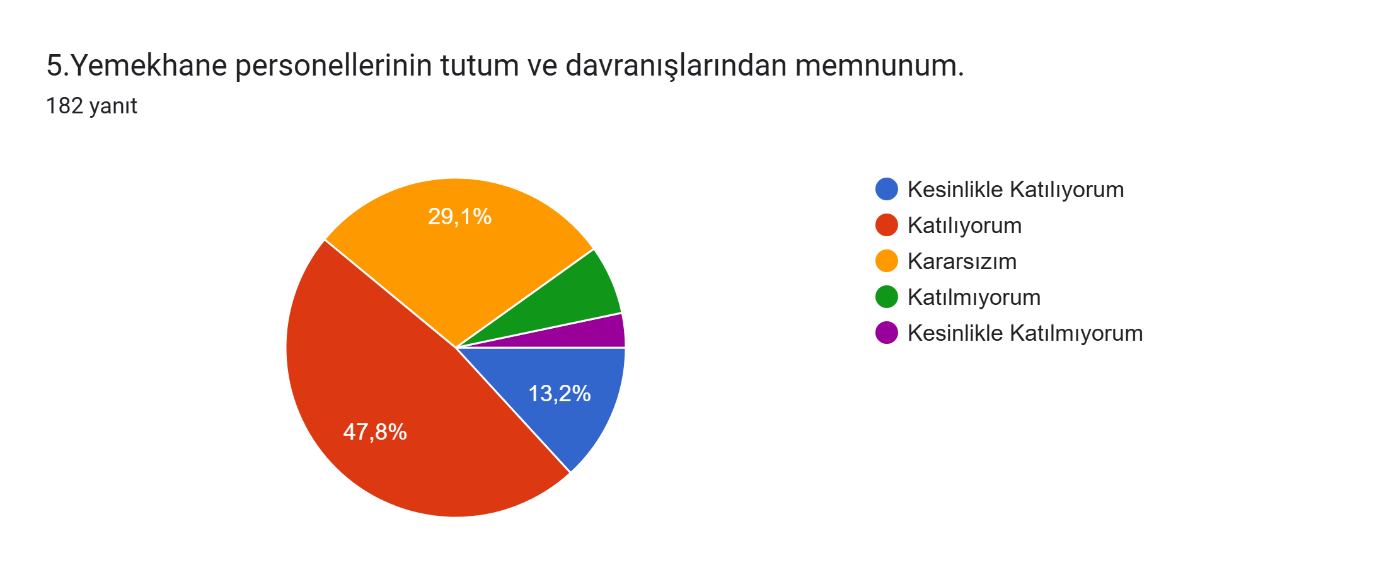 5.Yemekhane personellerinin tutum ve davranışlarından memnunum.
182 yanıt
29,1%
13,2%
47,8%
Kesinlikle Katılıyorum
Katılıyorum
Kararsızım
Katılmıyorum
Kesinlikle Katılmıyorum